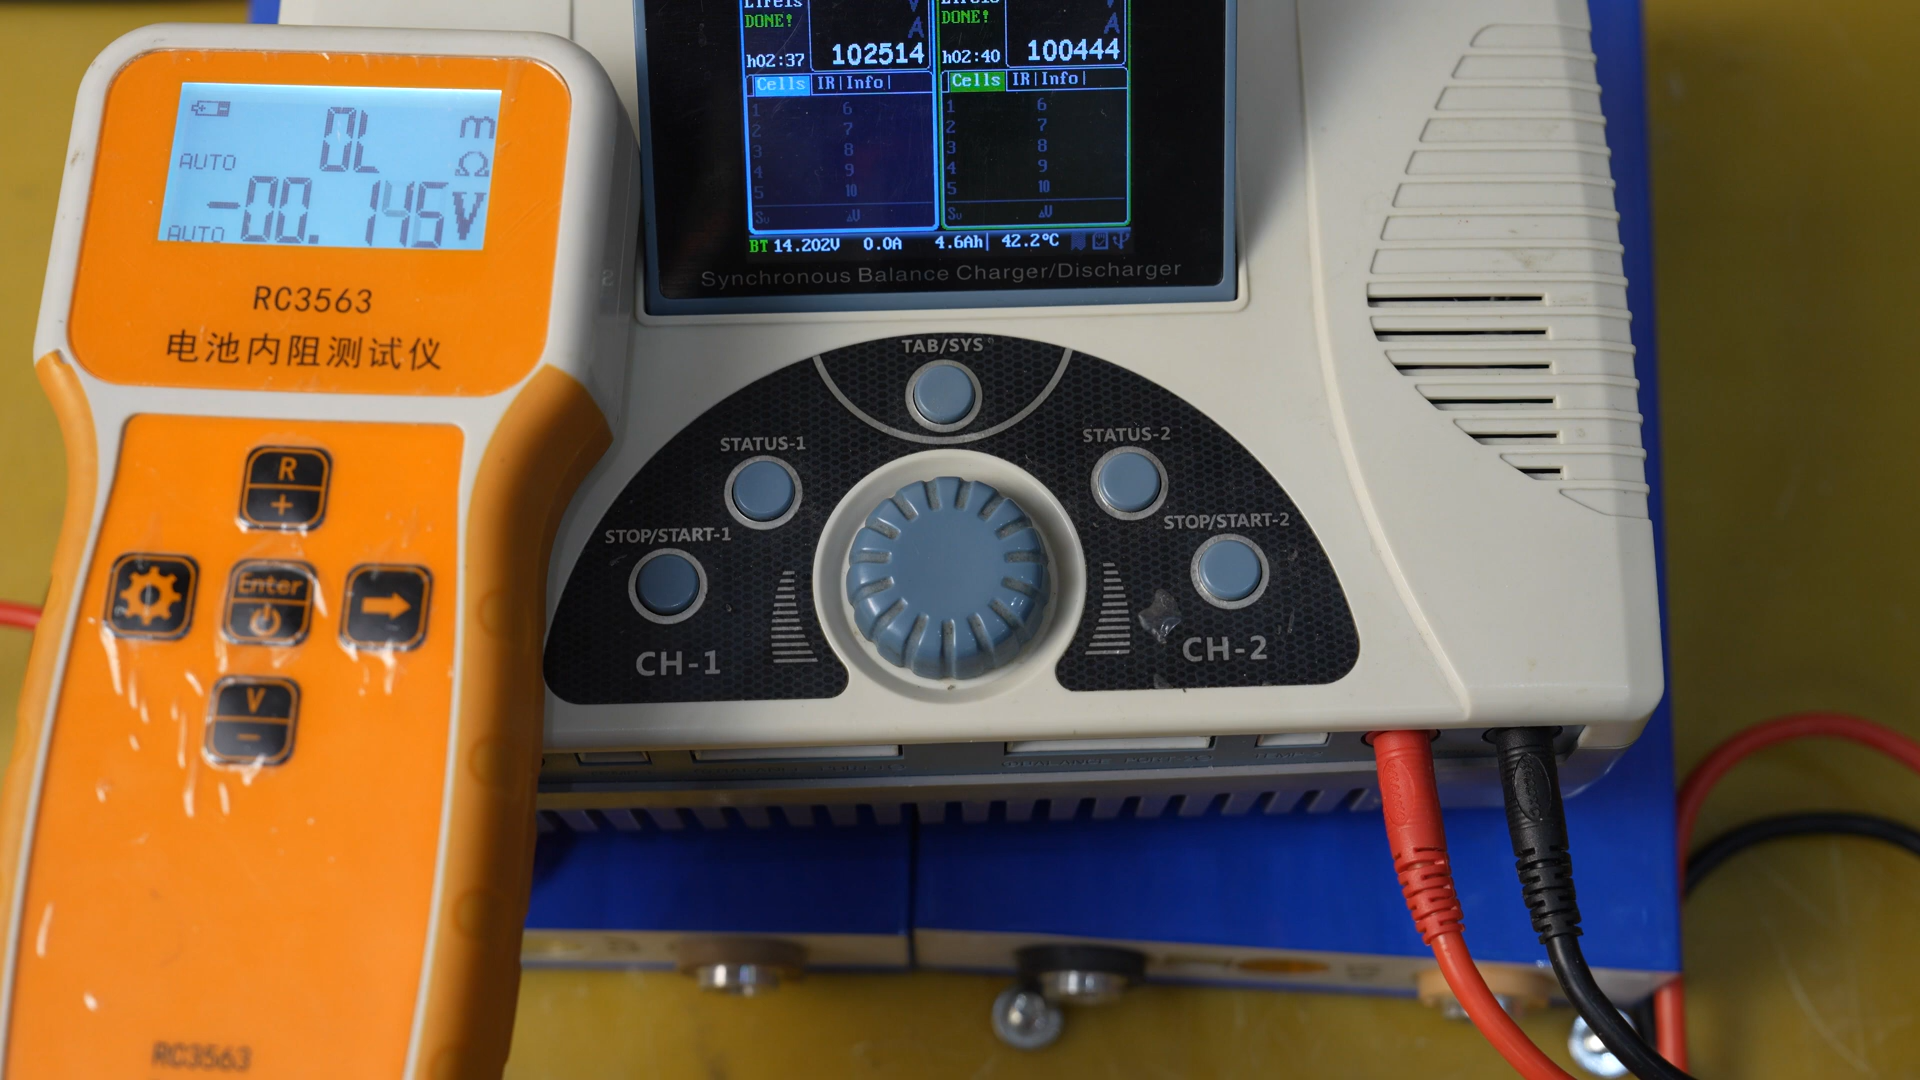 OL
m
Ω
AUTO
-00.145V
AUTO
RC3563
电池内阻测试仪
R
+
Enter
V
-
RC3563
DONE!
h02:37
102514
A
Cells
IR|Info|
1 6
2 7
3 8
4 9
5 10
DONE!
h02:40
100444
A
Cells
IR|Info|
1 6
2 7
3 8
4 9
5 10
BT 14.202V 0.0A 4.6Ah| 42.2°C
Synchronous Balance Charger/Discharger
TAB/SYS
STATUS-1
STATUS-2
STOP/START-1
STOP/START-2
CH-1
CH-2